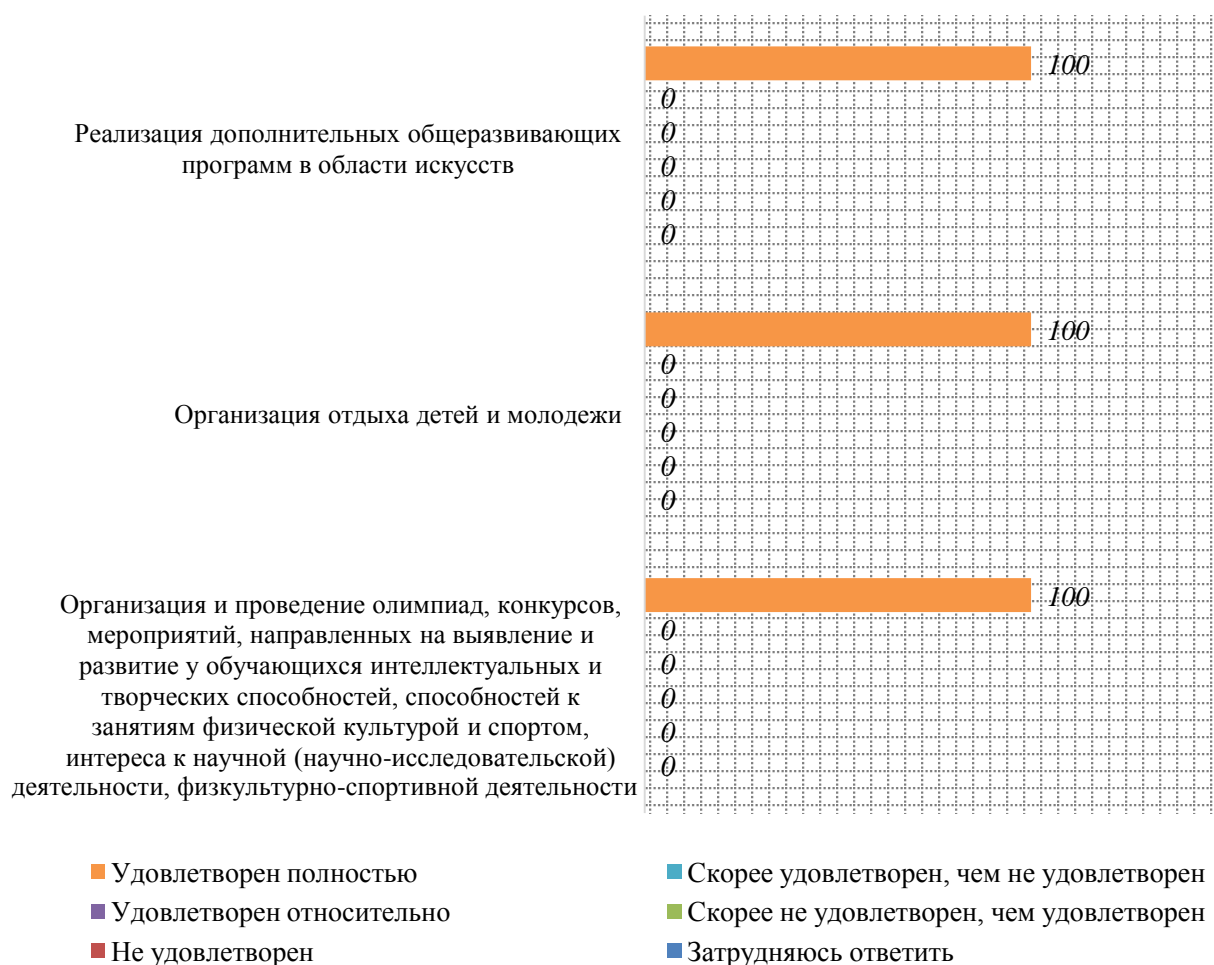 100
0
0
Реализация дополнительных общеразвивающих
программ в области искусств
0
0
0
100
0
0
Организация отдыха детей и молодежи
0
0
0
100
Организация и проведение олимпиад, конкурсов,
0
мероприятий, направленных на выявление и
развитие у обучающихся интеллектуальных и
0
творческих способностей, способностей к
0
занятиям физической культурой и спортом,
0
интереса к научной (научно-исследовательской)
0
деятельности, физкультурно-спортивной деятельности
Удовлетворен полностью
Скорее удовлетворен, чем не удовлетворен
Удовлетворен относительно
Скорее не удовлетворен, чем удовлетворен
Не удовлетворен
Затрудняюсь ответить